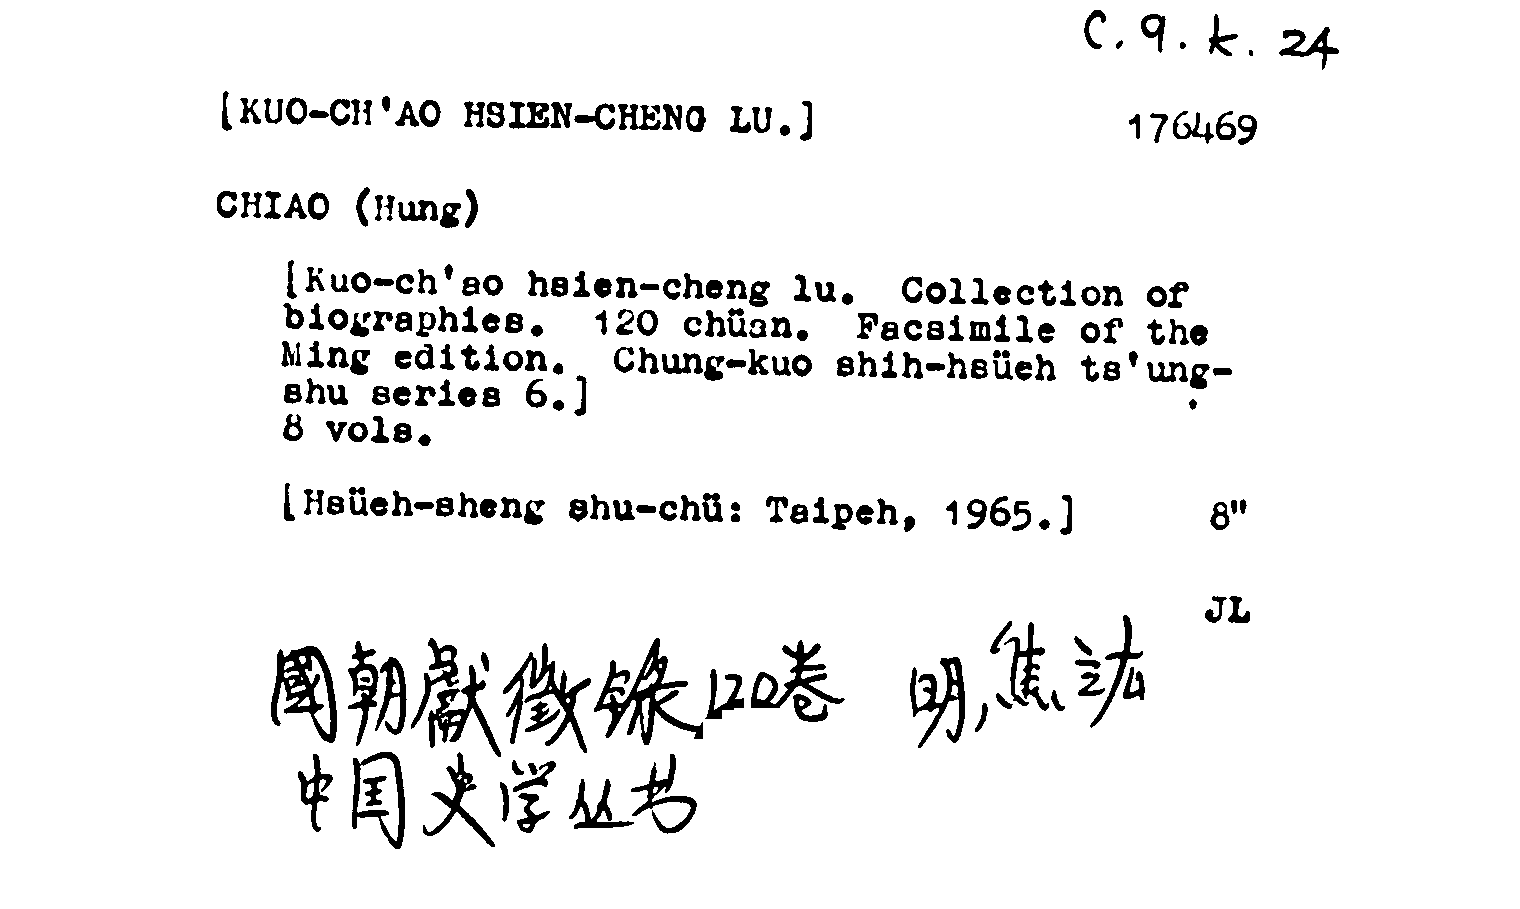 C. 9. k. 24
[KUO-CH'AO HSIEN-CHENG LU.] 176469
CHIAO (Hung)
[Kuo-ch'ao hsien-cheng lu. Collection of
biographies. 120 chüan. Facsimile of the
Ming edition. Chung-kuo shih-hsüeh ts'ung-
shu series 6.]
8 vols.
[Hsüeh-sheng shu-chü: Taipeh, 1965.] 8"
JL
國朝獻徵錄120卷 明,焦竑
中国史学丛书